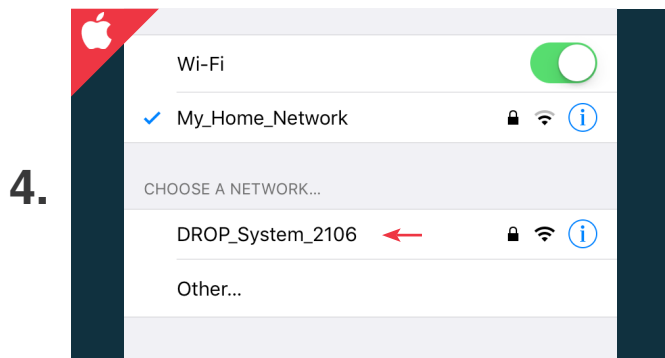 Wi-Fi
My_Home_Network
4.
CHOOSE A NETWORK...
DROP_System_2106
Other...